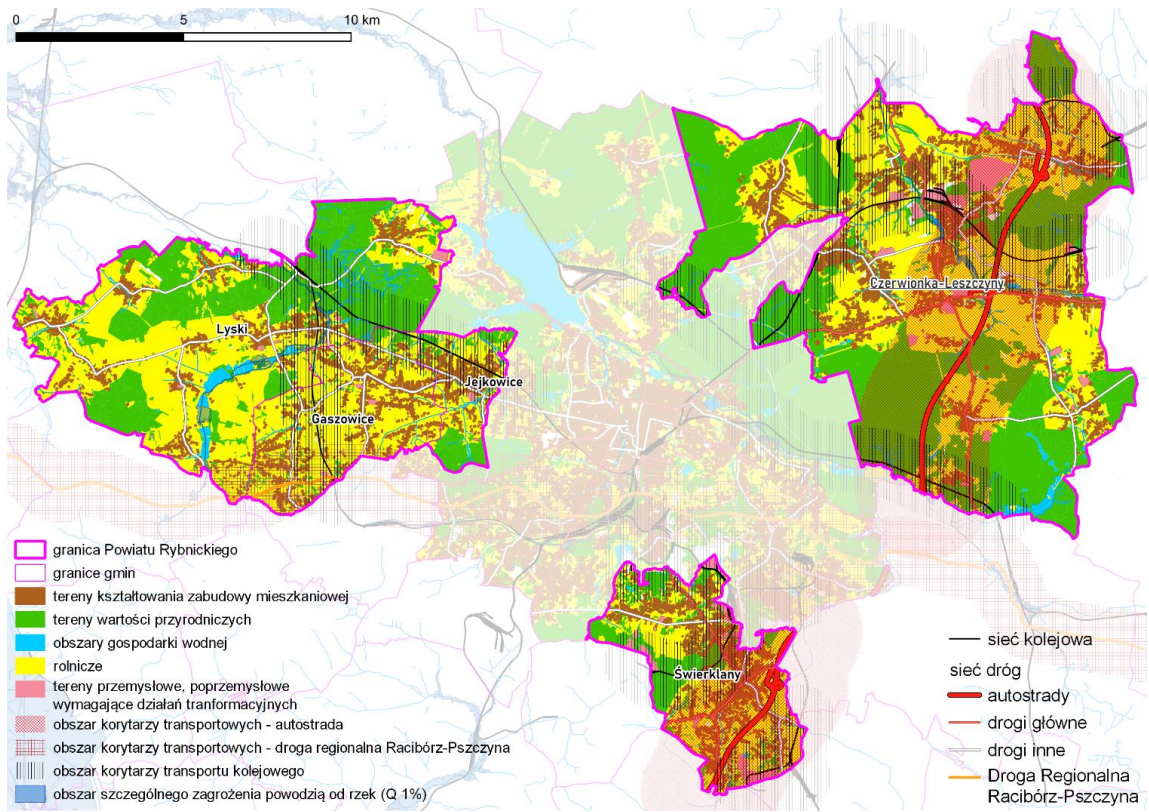 0 5 10 km
Czerwionka-Leszczyny
Lyski
Jejkowice
Gaszowice
Świerklany
granica Powiatu Rybnickiego
granice gmin
tereny kształtowania zabudowy mieszkaniowej
tereny wartości przyrodniczych
obszary gospodarki wodnej
rolnicze
tereny przemysłowe, poprzemysłowe
wymagające działań tranformacyjnych
obszar korytarzy transportowych - autostrada
obszar korytarzy transportowych - droga regionalna Racibórz-Pszczyna
obszar korytarzy transportu kolejowego
obszar szczególnego zagrożenia powodzią od rzek (Q 1%)
sieć kolejowa
sieć dróg
autostrady
drogi główne
drogi inne
Droga Regionalna
Racibórz-Pszczyna